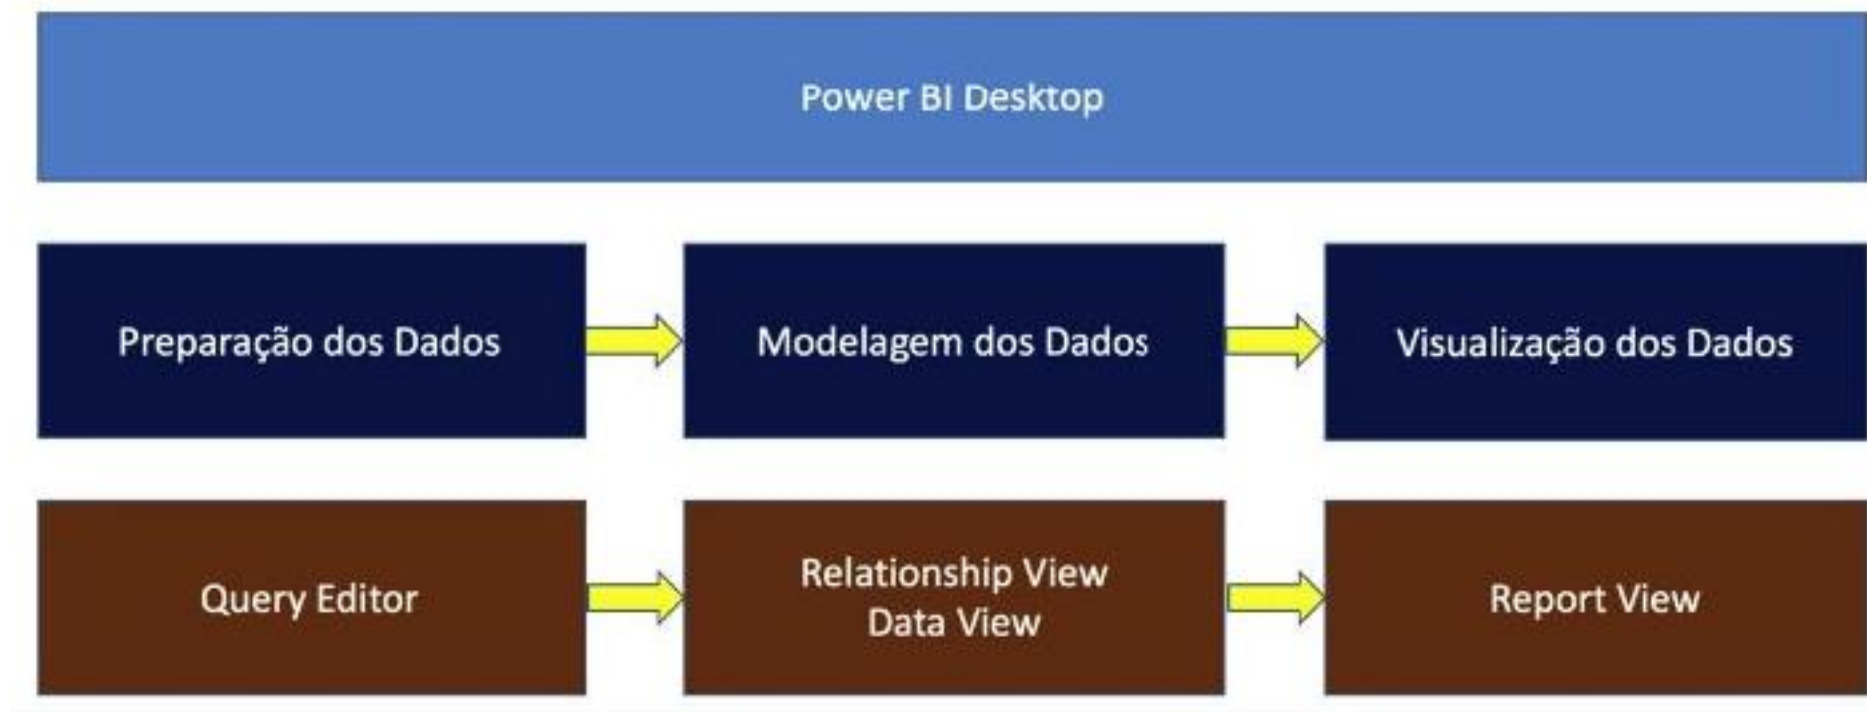 Power BI Desktop
Preparação dos Dados
Modelagem dos Dados
Visualização dos Dados
Query Editor
Relationship View
Data View
Report View